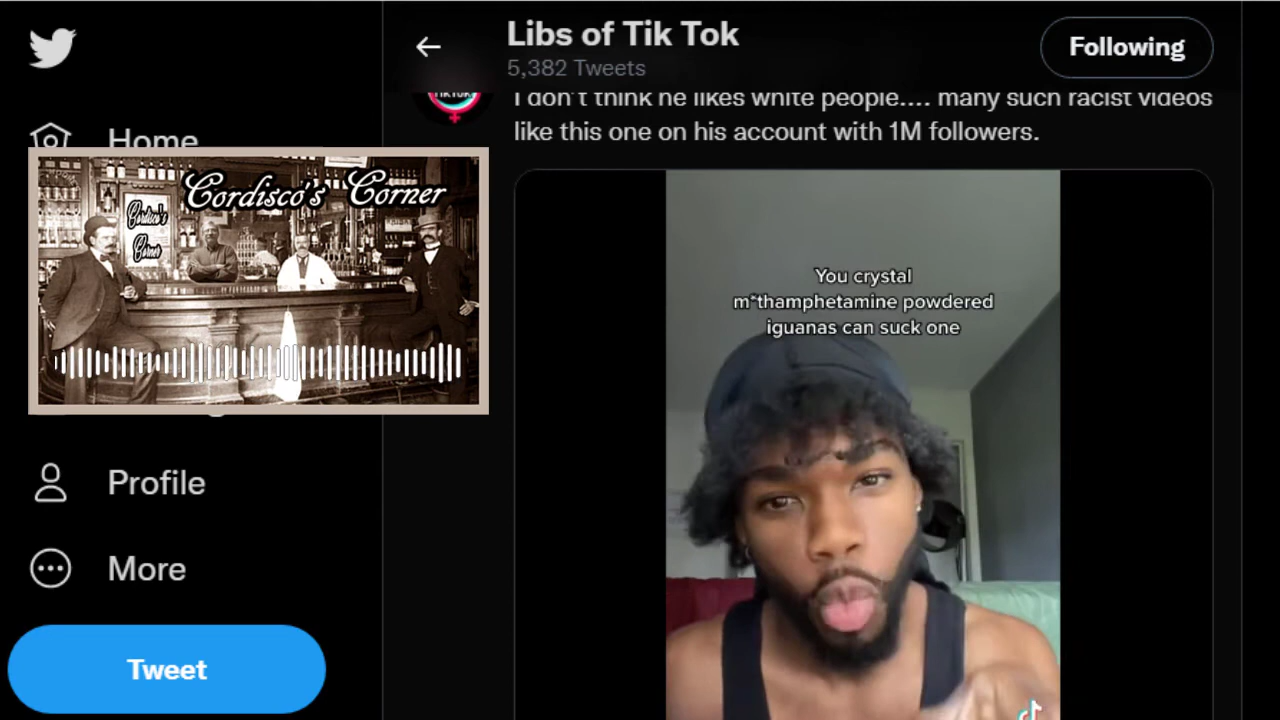 Libs of Tik Tok
5,382 Tweets
Following
I don't think he likes white people.... many such racist videos
like this one on his account with 1M followers.
Home
Cordisco's Corner
Cordisco's
Corner
You crystal
m*thamphetamine powdered
iguanas can suck one
Profile
More
Tweet